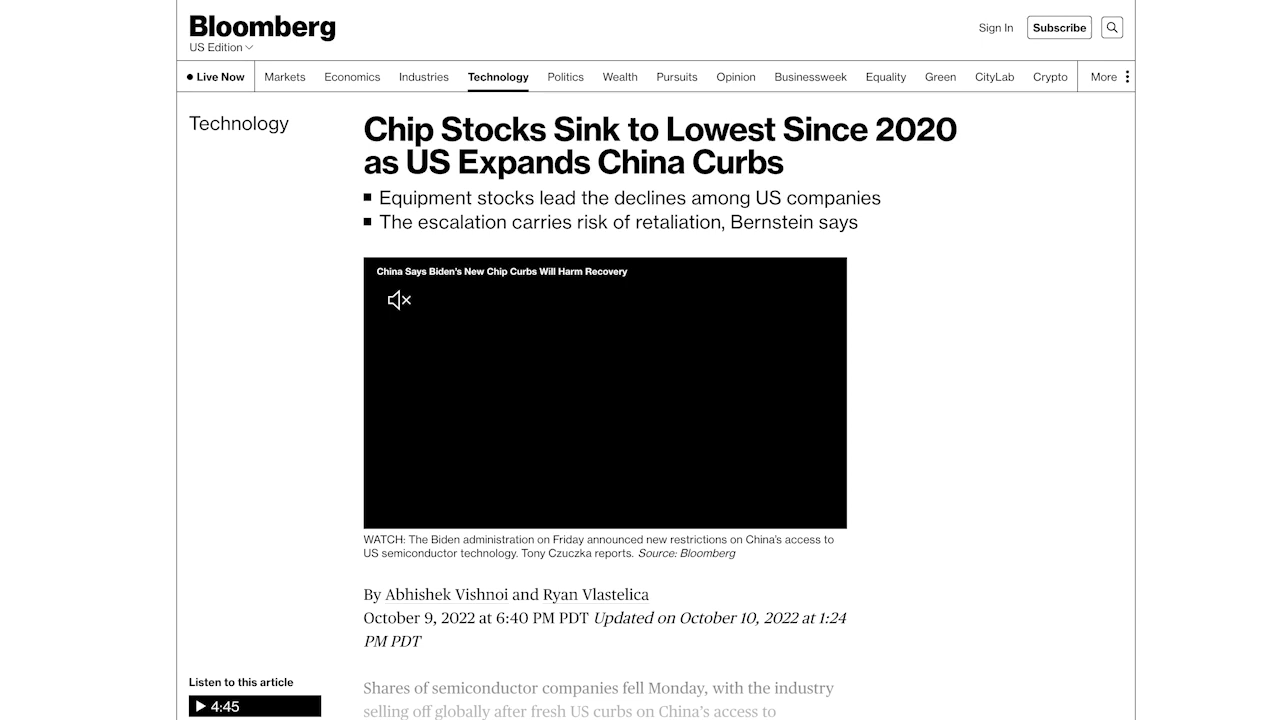 Bloomberg
US Edition
Sign In
Subscribe
Live Now
Markets
Economics
Industries
Technology
Politics
Wealth
Pursuits
Opinion
Businessweek
Equality
Green
CityLab
Crypto
More
Technology
Chip Stocks Sink to Lowest Since 2020
as US Expands China Curbs
Equipment stocks lead the declines among US companies
The escalation carries risk of retaliation, Bernstein says
China Says Biden's New Chip Curbs Will Harm Recovery
WATCH: The Biden administration on Friday announced new restrictions on China's access to
US semiconductor technology. Tony Czuczka reports. Source: Bloomberg
By Abhishek Vishnoi and Ryan Vlastelica
October 9, 2022 at 6:40 PM PDT Updated on October 10, 2022 at 1:24
PM PDT
Listen to this article
4:45
Shares of semiconductor companies fell Monday, with the industry
selling off globally after fresh US curbs on China's access to